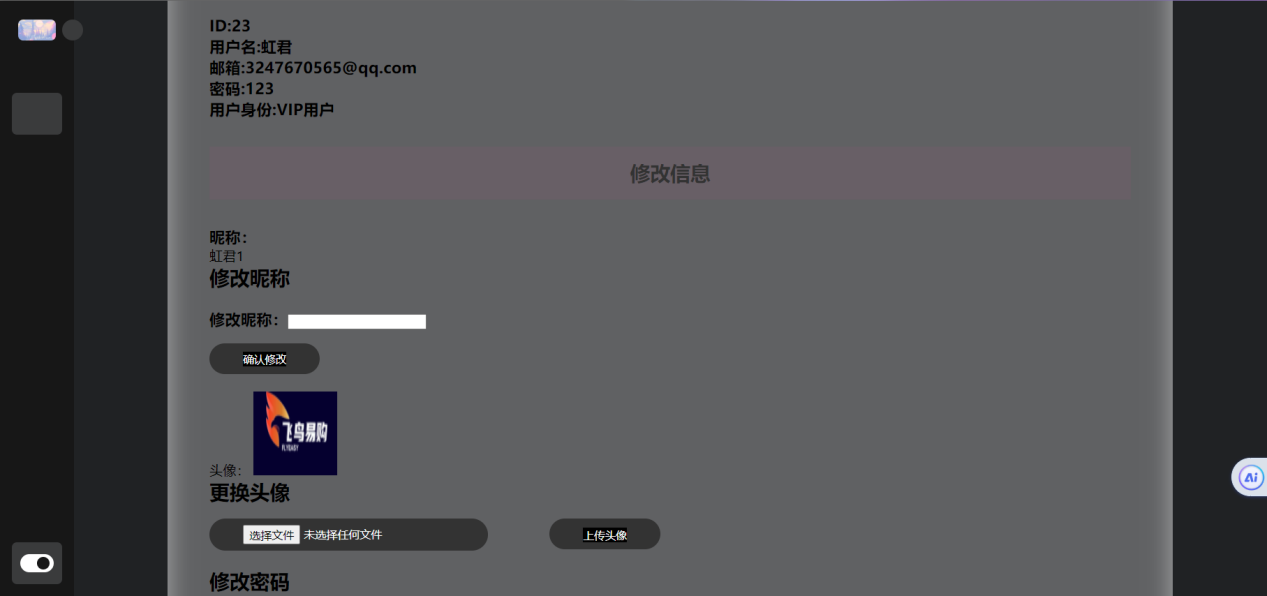 ID:23
用户名:虹君
邮箱:3247670565@qq.com
密码:123
用户身份:VIP用户
修改信息
昵称：
虹君1
修改昵称
修改昵称：
确认修改
飞鸟易购
FLYEASY
头像：
更换头像
选择文件 未选择任何文件 上传头像
Ai
修改密码